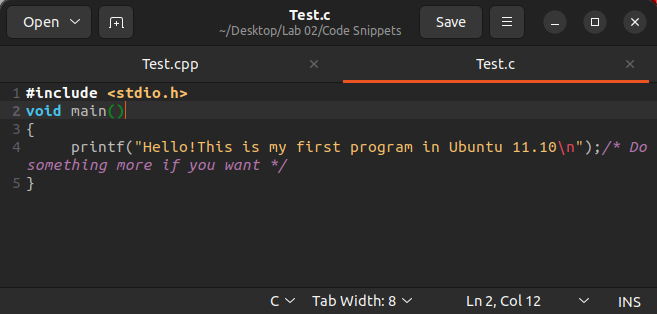 Open
Test.c
~/Desktop/Lab 02/Code Snippets
Save
Test.cpp
Test.c
1 #include <stdio.h>
2 void main()
3 {
4 printf("Hello!This is my first program in Ubuntu 11.10\n");/* Do
something more if you want */
5 }
C
Tab Width: 8
Ln 2, Col 12
INS